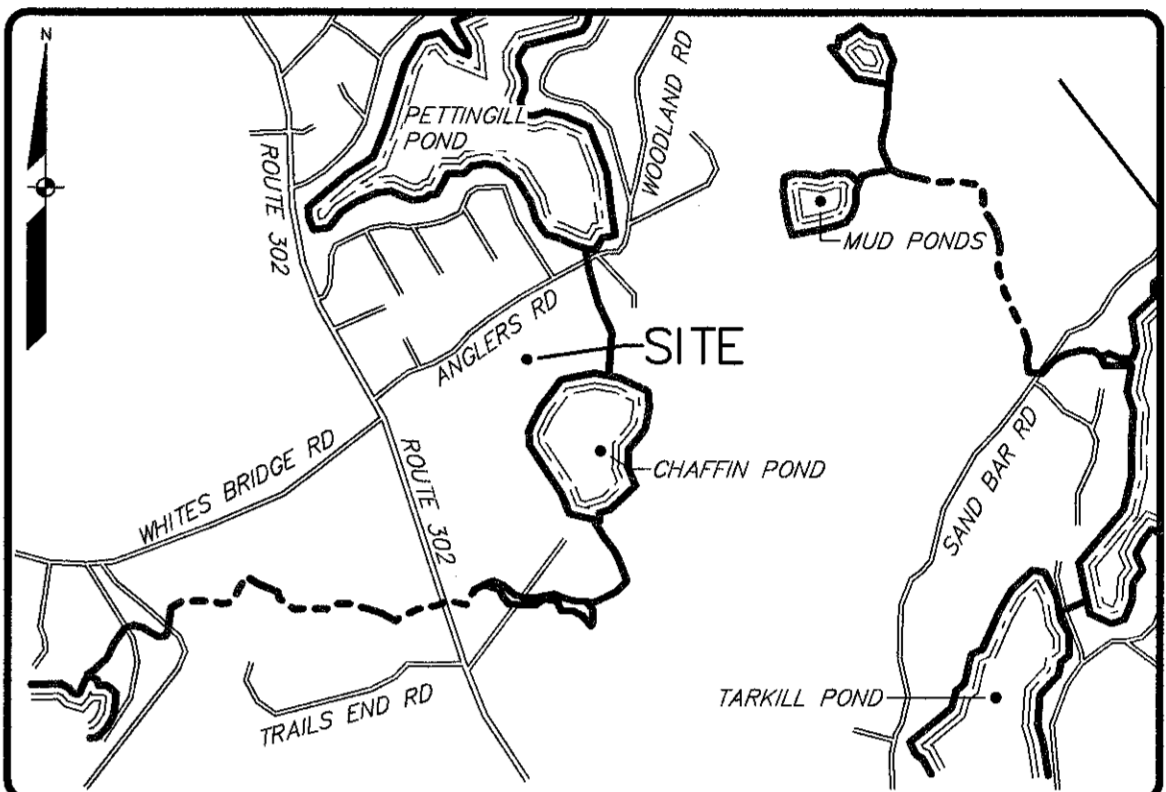 N
PETTINGILL
POND
WOODLAND RD
ROUTE 302
MUD PONDS
ANGLERS RD
SITE
WHITES BRIDGE RD
ROUTE 302
CHAFFIN POND
SAND BAR RD
TRAILS END RD
TARKILL POND